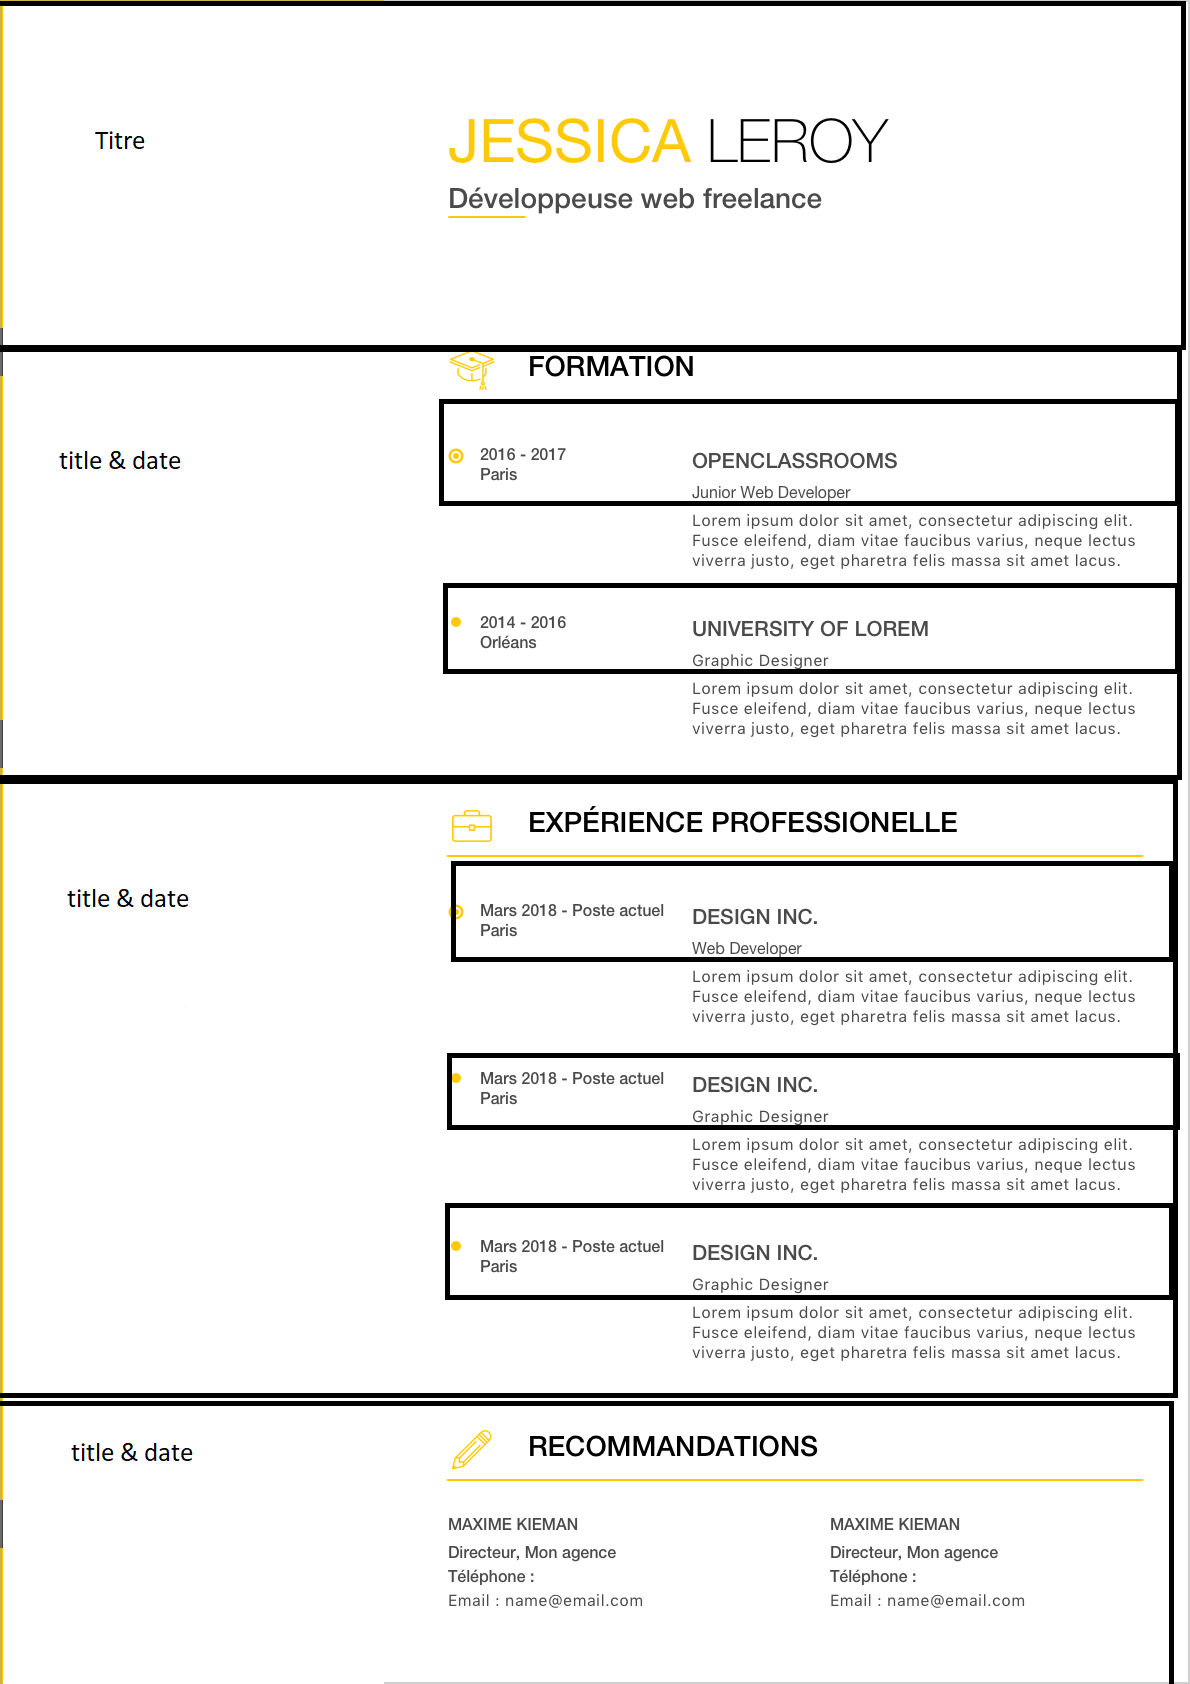 Titre
JESSICA LEROY
Développeuse web freelance
FORMATION
title & date
2016 - 2017
Paris
OPENCLASSROOMS
Junior Web Developer
Lorem ipsum dolor sit amet, consectetur adipiscing elit.
Fusce eleifend, diam vitae faucibus varius, neque lectus
viverra justo, eget pharetra felis massa sit amet lacus.
2014 - 2016
Orléans
UNIVERSITY OF LOREM
Graphic Designer
Lorem ipsum dolor sit amet, consectetur adipiscing elit.
Fusce eleifend, diam vitae faucibus varius, neque lectus
viverra justo, eget pharetra felis massa sit amet lacus.
EXPÉRIENCE PROFESSIONELLE
title & date
Mars 2018 - Poste actuel
Paris
DESIGN INC.
Web Developer
Lorem ipsum dolor sit amet, consectetur adipiscing elit.
Fusce eleifend, diam vitae faucibus varius, neque lectus
viverra justo, eget pharetra felis massa sit amet lacus.
Mars 2018 - Poste actuel
Paris
DESIGN INC.
Graphic Designer
Lorem ipsum dolor sit amet, consectetur adipiscing elit.
Fusce eleifend, diam vitae faucibus varius, neque lectus
viverra justo, eget pharetra felis massa sit amet lacus.
Mars 2018 - Poste actuel
Paris
DESIGN INC.
Graphic Designer
Lorem ipsum dolor sit amet, consectetur adipiscing elit.
Fusce eleifend, diam vitae faucibus varius, neque lectus
viverra justo, eget pharetra felis massa sit amet lacus.
title & date
RECOMMANDATIONS
MAXIME KIEMAN
Directeur, Mon agence
Téléphone :
Email : name@email.com
MAXIME KIEMAN
Directeur, Mon agence
Téléphone :
Email : name@email.com